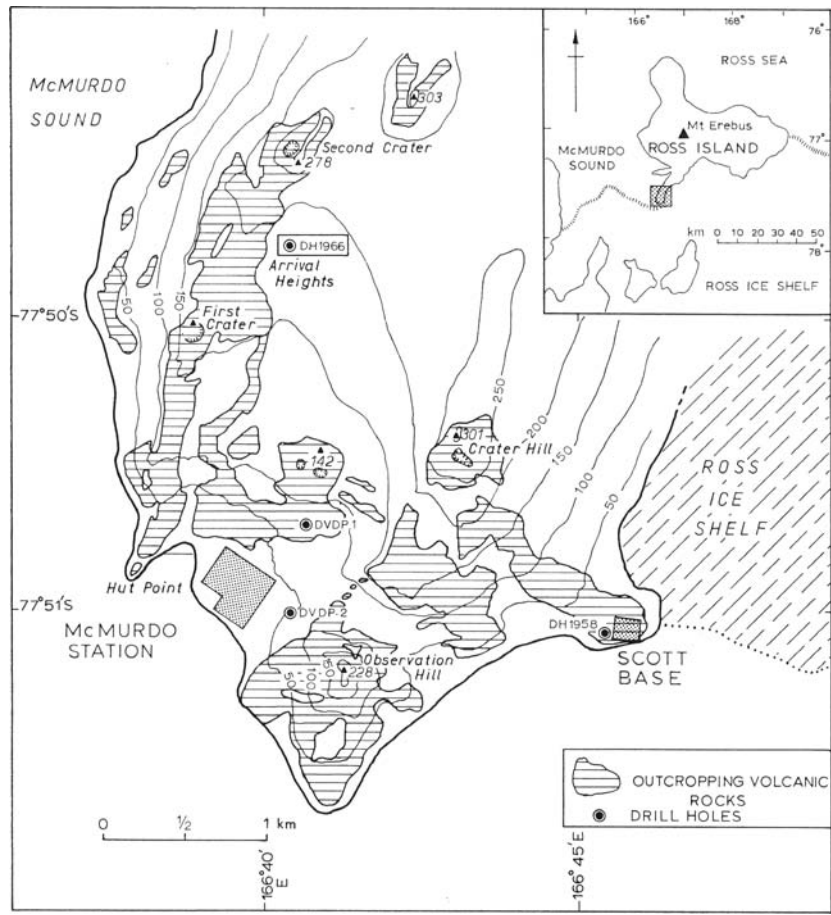 McMURDO
SOUND
303
Second Crater
278
DH1966
Arrival
Heights
50
100
150
First
Crater
77°50'S
250
200
150
100
50
301
Crater Hill
142
DVDP.1
ROSS
ICE
SHELF
Hut Point
77°51'S
DVDP-2
McMURDO
STATION
DH1958
SCOTT
BASE
Observation
Hill
228
50
100
150
0 ½ 1 km
166°40'
E
166°45'E
166° 168°
76°
ROSS SEA
Mt Erebus
77°
McMURDO
SOUND
ROSS ISLAND
km 0 10 20 30 40 50
78°
ROSS ICE SHELF
OUTCROPPING VOLCANIC
ROCKS
DRILL HOLES